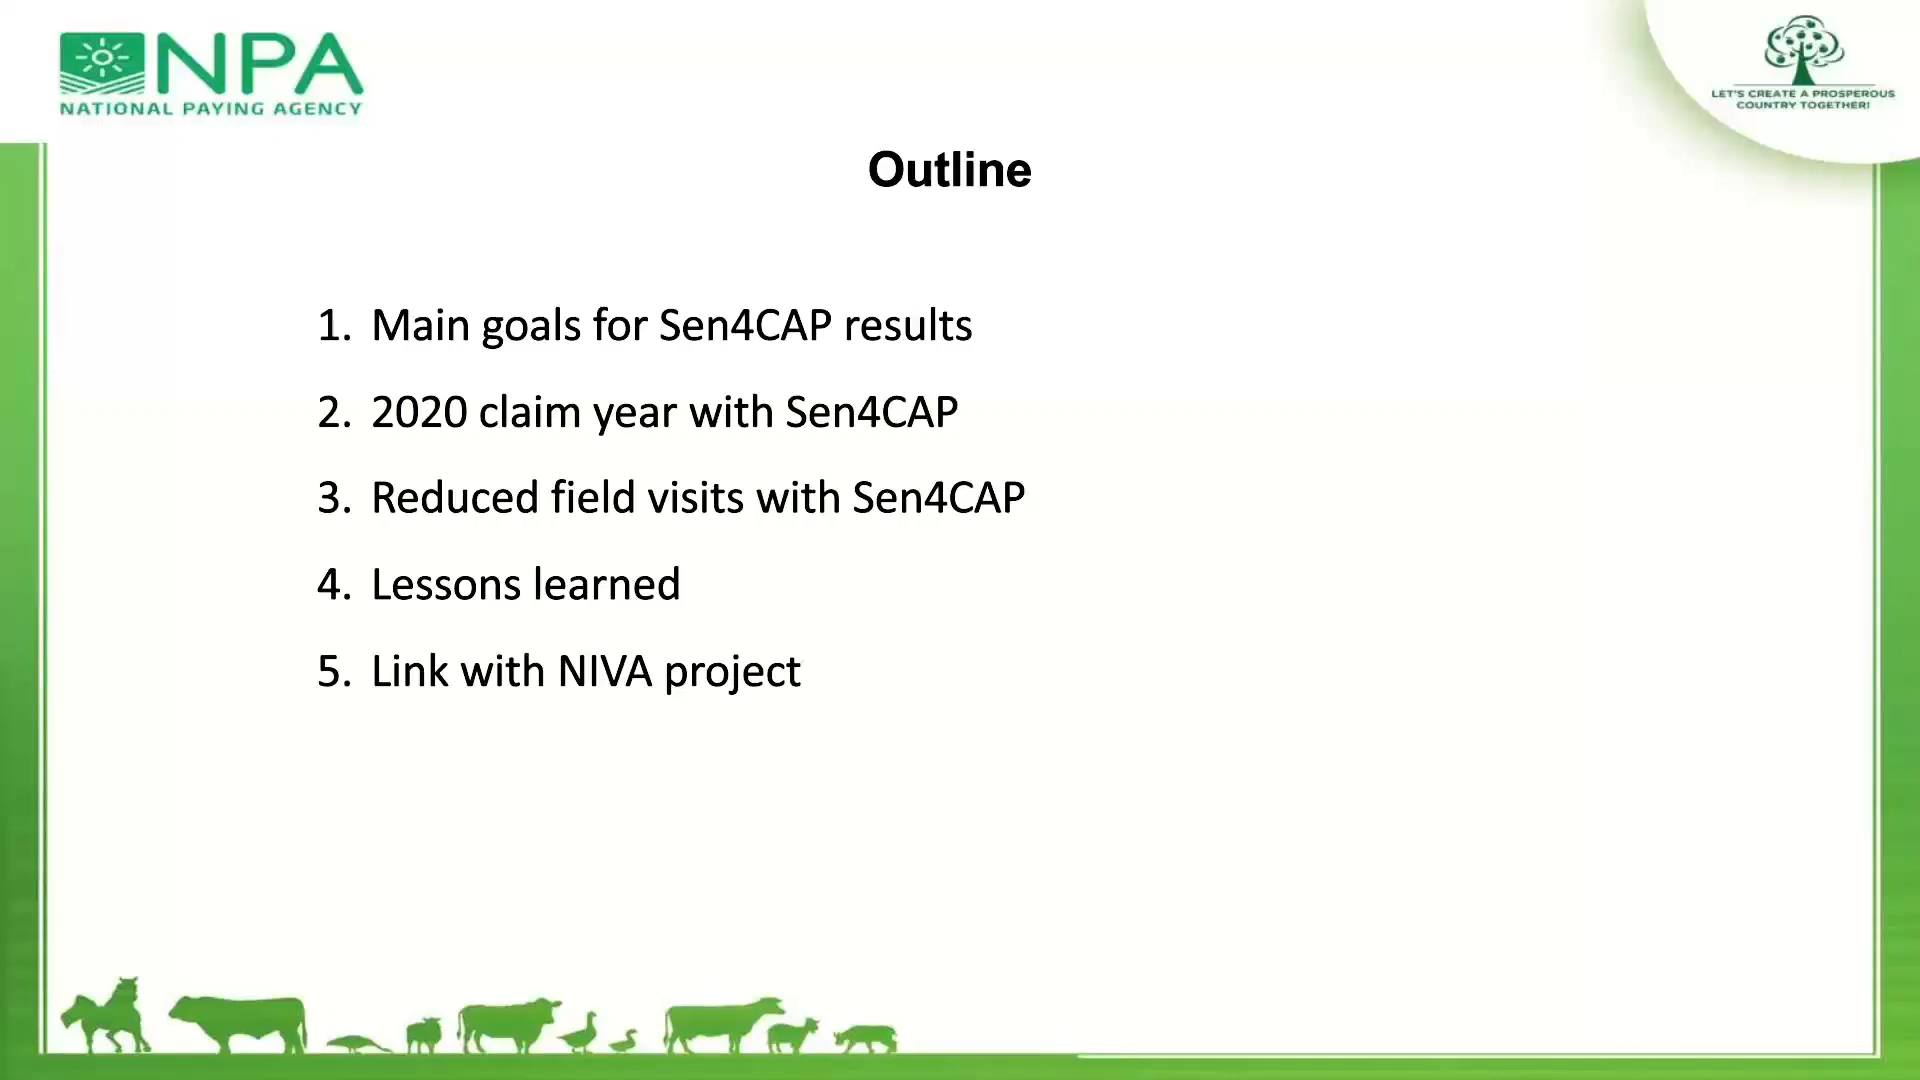 NPA
NATIONAL PAYING AGENCY
LET'S CREATE A PROSPEROUS
COUNTRY TOGETHER!
Outline
1. Main goals for Sen4CAP results
2. 2020 claim year with Sen4CAP
3. Reduced field visits with Sen4CAP
4. Lessons learned
5. Link with NIVA project